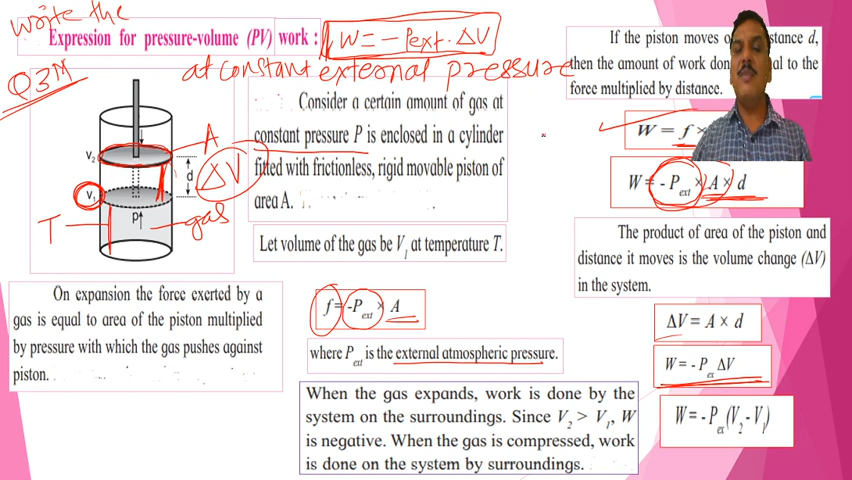 write the
Expression for pressure-volume (PV) work :
W = - Pext . ΔV
at constant external pressure
Q3M
A
V₂
d
ΔV
V₁
T
P
gas
Consider a certain amount of gas at
constant pressure P is enclosed in a cylinder
fitted with frictionless, rigid movable piston of
area A.
Let volume of the gas be V₁ at temperature T.
On expansion the force exerted by a
gas is equal to area of the piston multiplied
by pressure with which the gas pushes against
piston.
f = -Pext × A
where Pext is the external atmospheric pressure.
When the gas expands, work is done by the
system on the surroundings. Since V₂ > V₁, W
is negative. When the gas is compressed, work
is done on the system by surroundings.
If the piston moves distance d,
then the amount of work to the
force multiplied by distance.
W = f ×
W = - Pext × A × d
The product of area of the piston and
distance it moves is the volume change (ΔV)
in the system.
ΔV = A × d
W = - Pex ΔV
W = - Pex (V₂ - V₁)